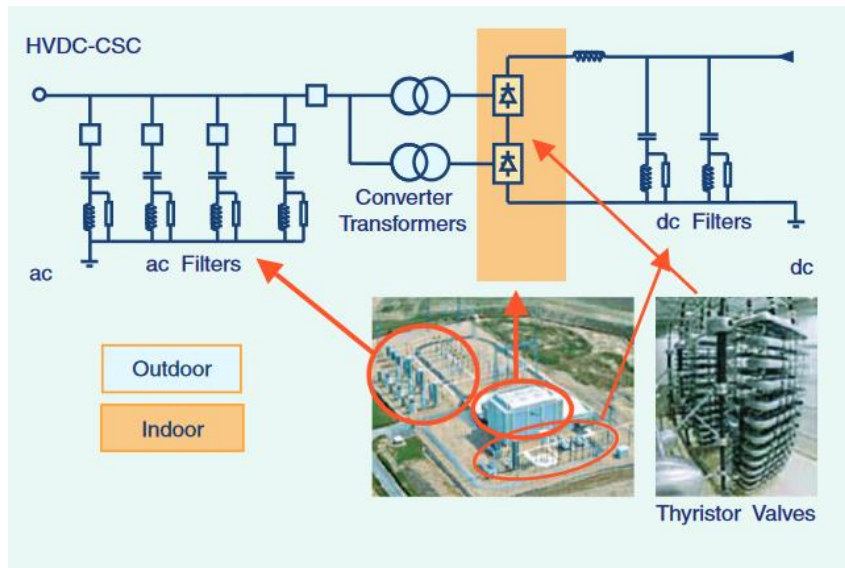 HVDC-CSC
Converter
Transformers
dc Filters
ac
ac Filters
dc
Outdoor
Indoor
Thyristor Valves